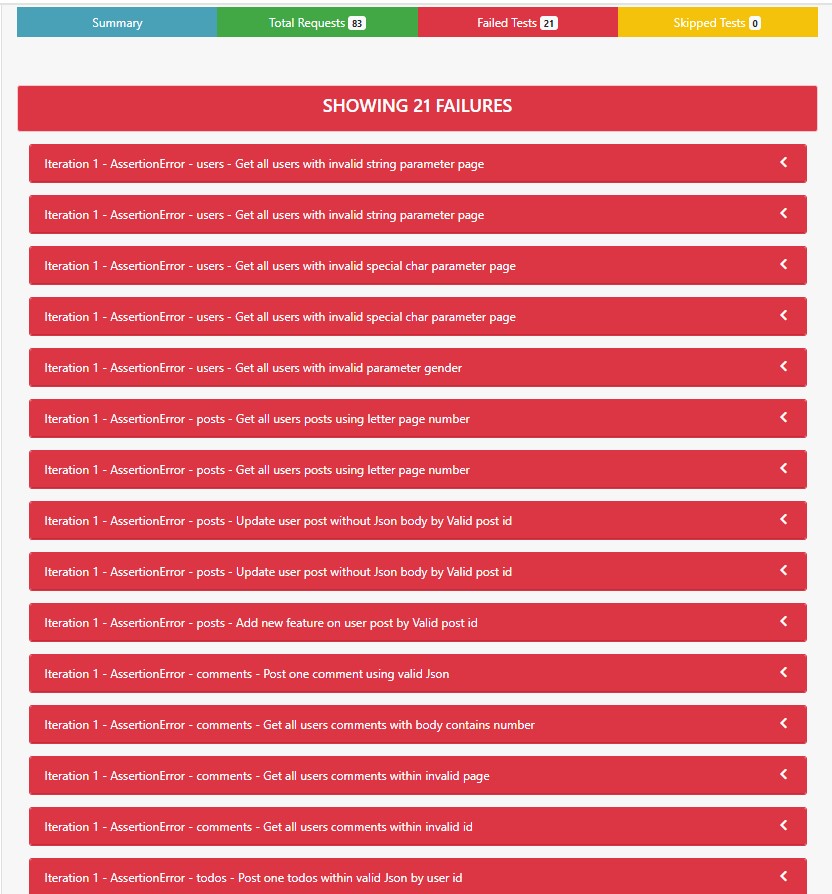 Summary
Total Requests 83
Failed Tests 21
Skipped Tests 0
SHOWING 21 FAILURES
Iteration 1 - AssertionError - users - Get all users with invalid string parameter page
Iteration 1 - AssertionError - users - Get all users with invalid string parameter page
Iteration 1 - AssertionError - users - Get all users with invalid special char parameter page
Iteration 1 - AssertionError - users - Get all users with invalid special char parameter page
Iteration 1 - AssertionError - users - Get all users with invalid parameter gender
Iteration 1 - AssertionError - posts - Get all users posts using letter page number
Iteration 1 - AssertionError - posts - Get all users posts using letter page number
Iteration 1 - AssertionError - posts - Update user post without Json body by Valid post id
Iteration 1 - AssertionError - posts - Update user post without Json body by Valid post id
Iteration 1 - AssertionError - posts - Add new feature on user post by Valid post id
Iteration 1 - AssertionError - comments - Post one comment using valid Json
Iteration 1 - AssertionError - comments - Get all users comments with body contains number
Iteration 1 - AssertionError - comments - Get all users comments within invalid page
Iteration 1 - AssertionError - comments - Get all users comments within invalid id
Iteration 1 - AssertionError - todos - Post one todos within valid Json by user id